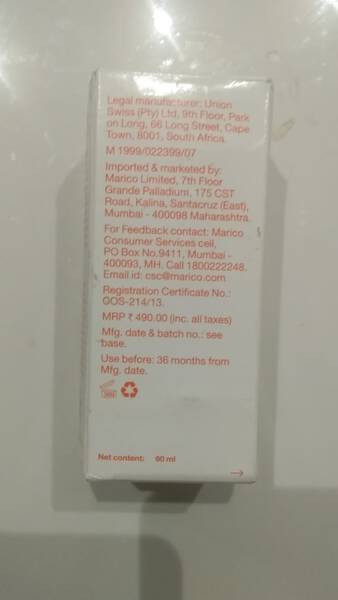 Legal manufacturer: Union
Swiss (Pty) Ltd, 9th Floor, Park
on Long, 66 Long Street, Cape
Town, 8001, South Africa.
M 1999/022399/07
Imported & marketed by:
Marico Limited, 7th Floor
Grande Palladium, 175 CST
Road, Kalina, Santacruz (East),
Mumbai - 400098 Maharashtra.
For Feedback contact: Marico
Consumer Services cell,
PO Box No.9411, Mumbai -
400093, MH. Call 1800222248.
Email id: csc@marico.com
Registration Certificate No.:
COS-214/13.
MRP ₹ 490.00 (inc. all taxes)
Mfg. date & batch no.: see
base.
Use before: 36 months from
Mfg. date.
Net content: 60 ml